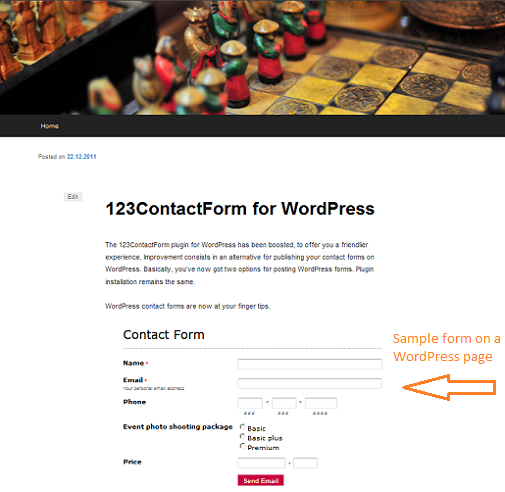 Home
Posted on 22.12.2011
Edit
123ContactForm for WordPress
The 123ContactForm plugin for WordPress has been boosted, to offer you a friendlier
experience. Improvement consists in an alternative for publishing your contact forms on
WordPress. Basically, you've now got two options for posting WordPress forms. Plugin
installation remains the same.
WordPress contact forms are now at your finger tips.
Contact Form
Sample form on a
WordPress page
Name *
Email *
Your personal email address
Phone
- -
### ### ####
Event photo shooting package
Basic
Basic plus
Premium
Price
.
Send Email